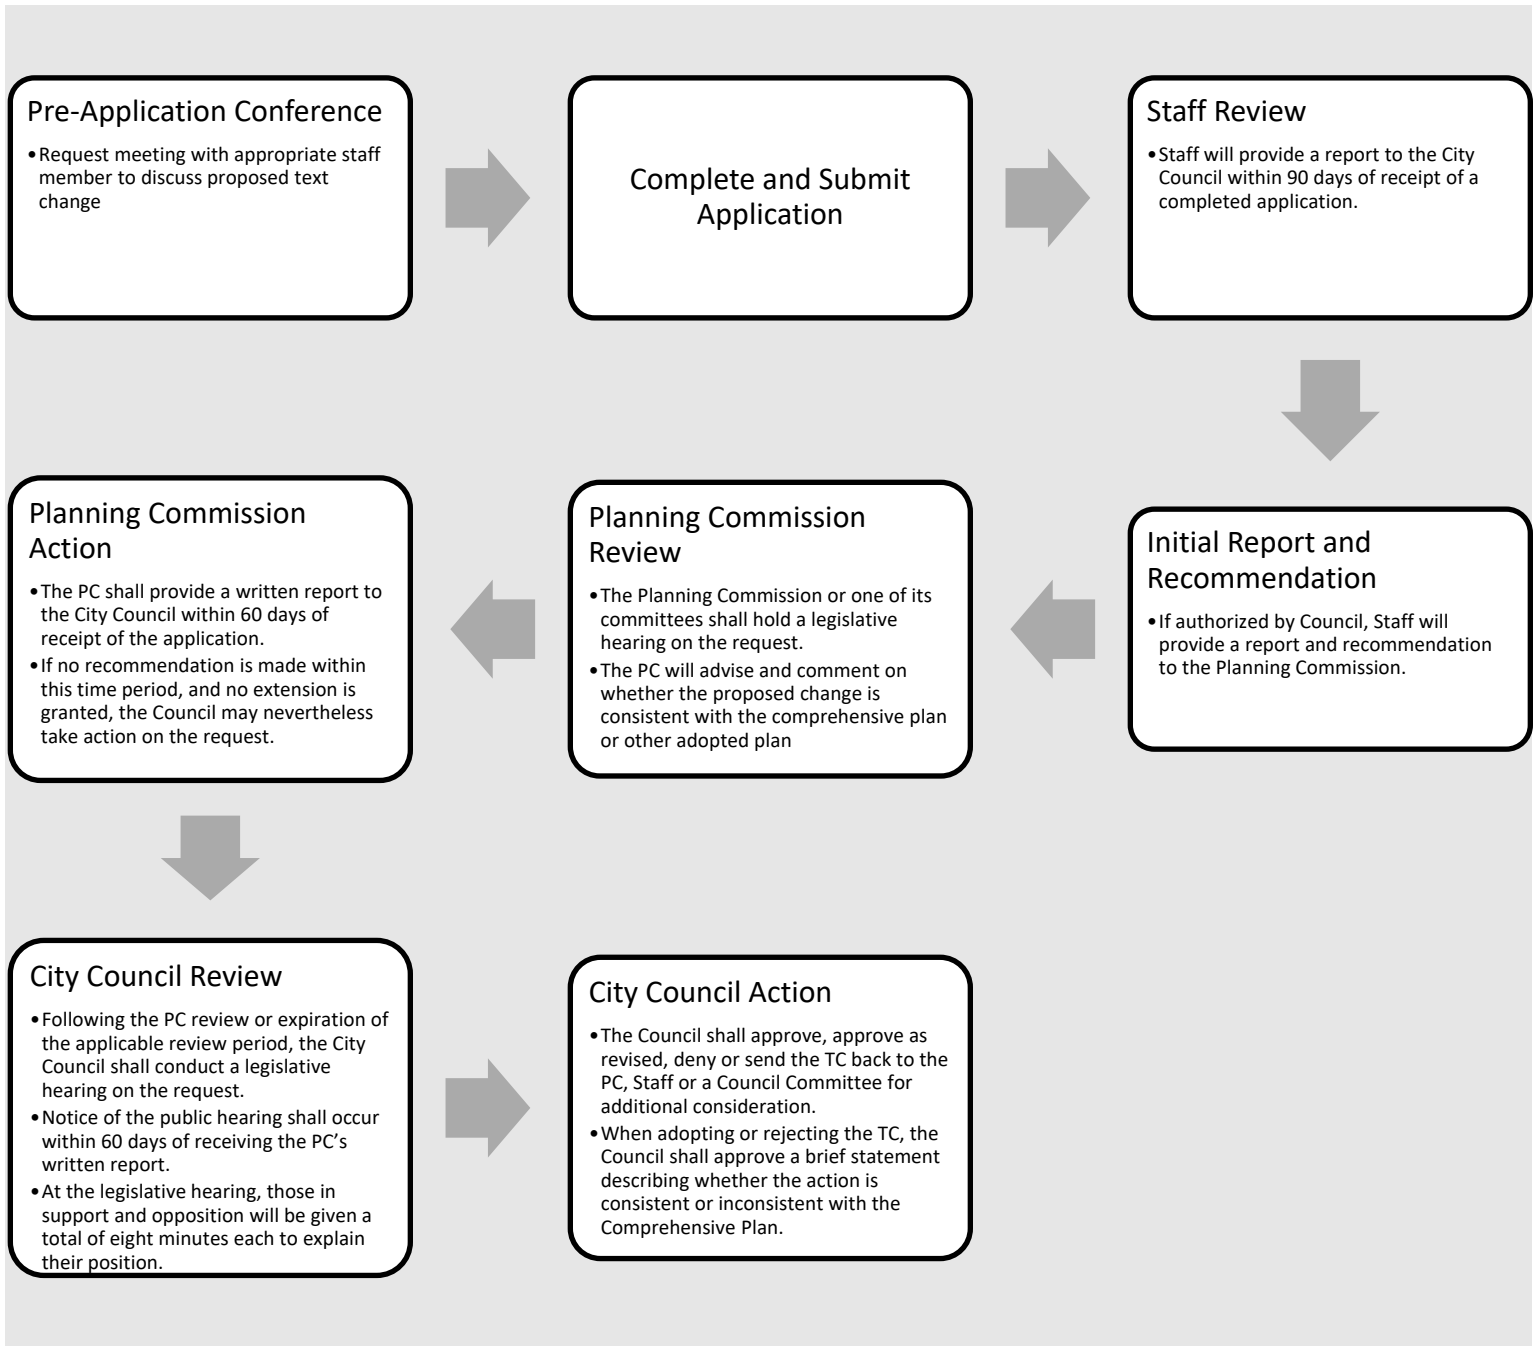 Pre-Application Conference
•Request meeting with appropriate staff
member to discuss proposed text
change
Complete and Submit
Application
Staff Review
•Staff will provide a report to the City
Council within 90 days of receipt of a
completed application.
Initial Report and
Recommendation
•If authorized by Council, Staff will
provide a report and recommendation
to the Planning Commission.
Planning Commission
Review
•The Planning Commission or one of its
committees shall hold a legislative
hearing on the request.
•The PC will advise and comment on
whether the proposed change is
consistent with the comprehensive plan
or other adopted plan
Planning Commission
Action
•The PC shall provide a written report to
the City Council within 60 days of
receipt of the application.
•If no recommendation is made within
this time period, and no extension is
granted, the Council may nevertheless
take action on the request.
City Council Review
•Following the PC review or expiration of
the applicable review period, the City
Council shall conduct a legislative
hearing on the request.
•Notice of the public hearing shall occur
within 60 days of receiving the PC’s
written report.
•At the legislative hearing, those in
support and opposition will be given a
total of eight minutes each to explain
their position.
City Council Action
•The Council shall approve, approve as
revised, deny or send the TC back to the
PC, Staff or a Council Committee for
additional consideration.
•When adopting or rejecting the TC, the
Council shall approve a brief statement
describing whether the action is
consistent or inconsistent with the
Comprehensive Plan.